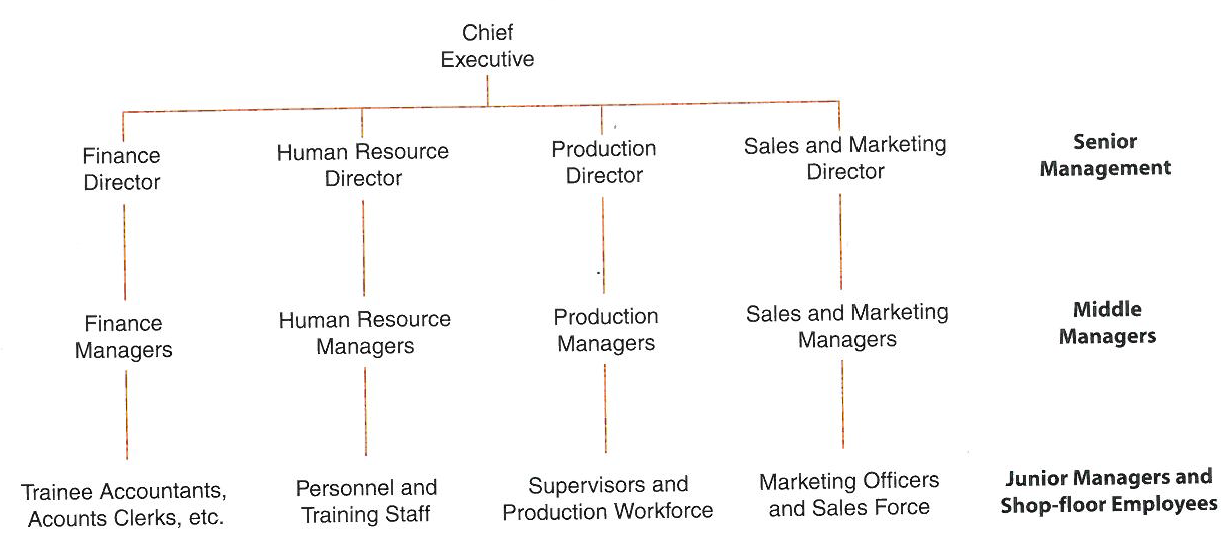 Chief
Executive
Finance
Director
Human Resource
Director
Production
Director
Sales and Marketing
Director
Senior
Management
Finance
Managers
Human Resource
Managers
Production
Managers
Sales and Marketing
Managers
Middle
Managers
Trainee Accountants,
Acounts Clerks, etc.
Personnel and
Training Staff
Supervisors and
Production Workforce
Marketing Officers
and Sales Force
Junior Managers and
Shop-floor Employees